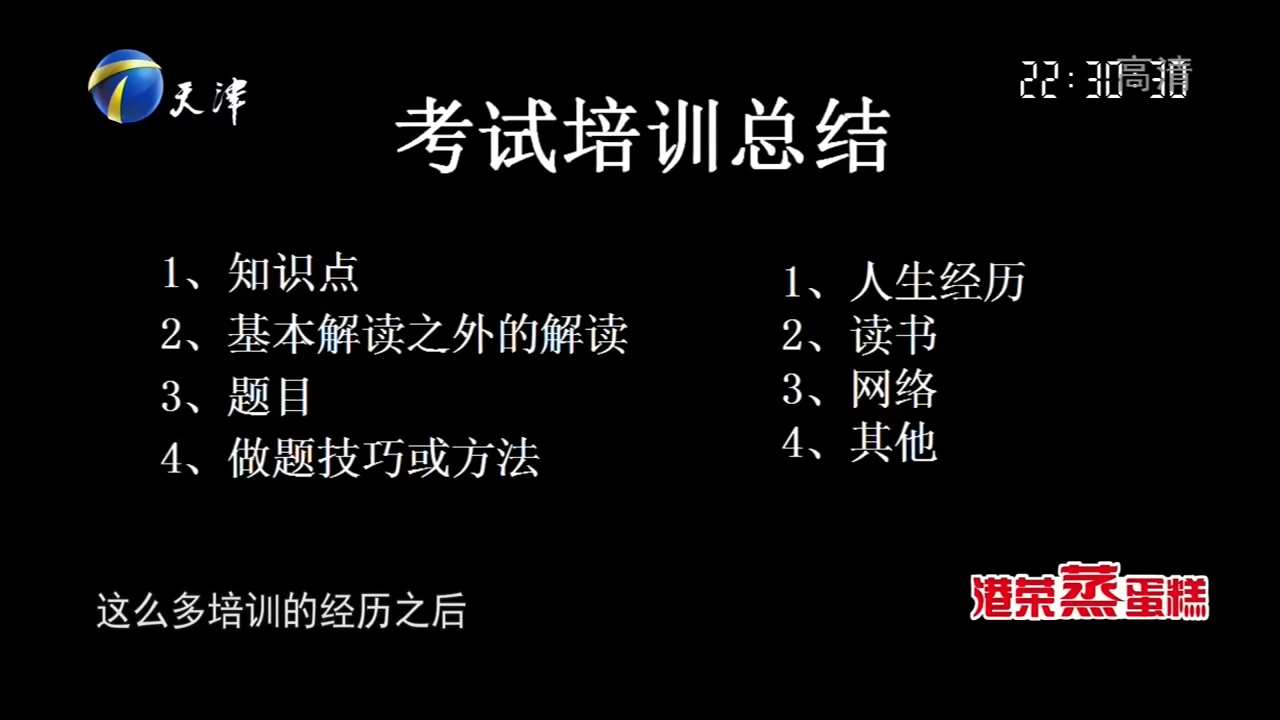 天津
22:30:30
高清
考试培训总结
1、知识点
2、基本解读之外的解读
3、题目
4、做题技巧或方法
1、人生经历
2、读书
3、网络
4、其他
这么多培训的经历之后
港荣蒸蛋糕